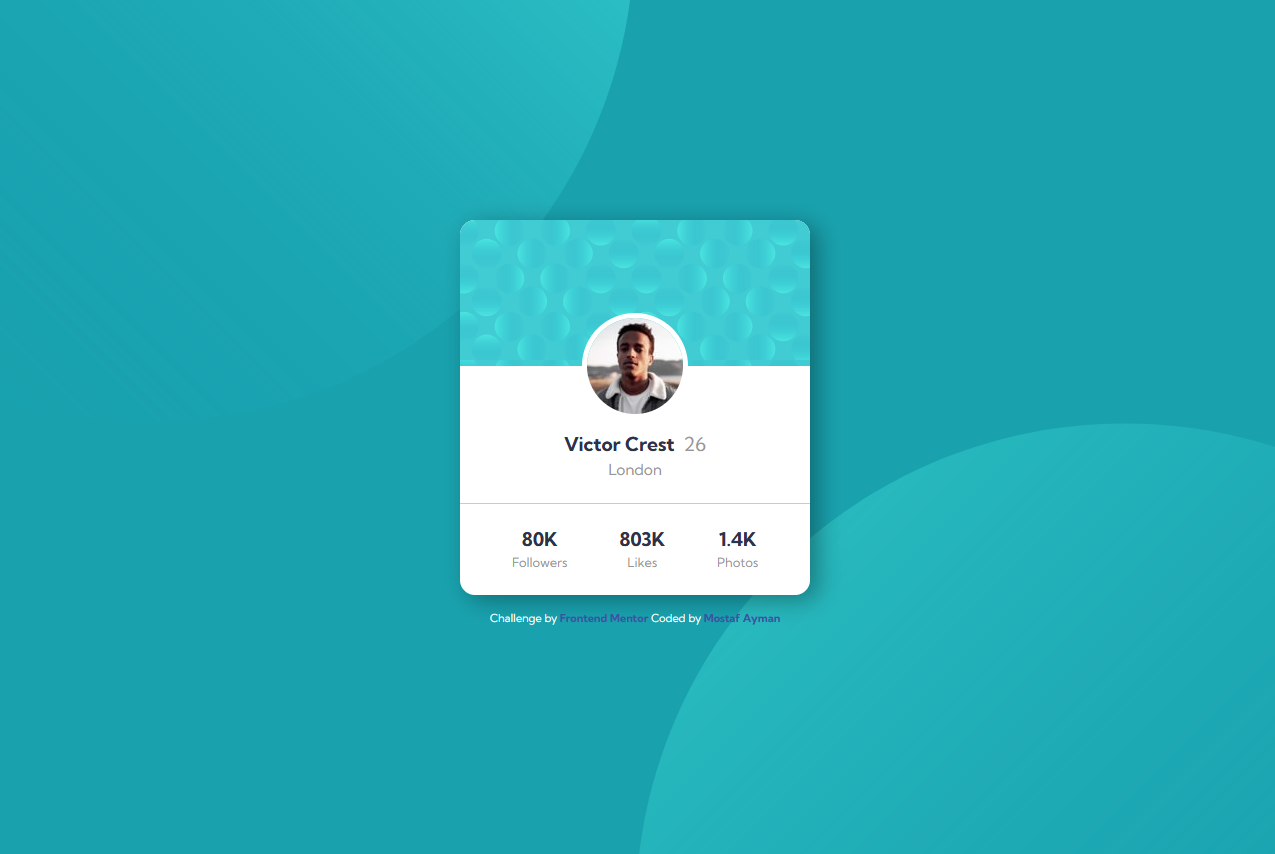 Victor Crest 26
London
80K 803K 1.4K
Followers Likes Photos
Challenge by Frontend Mentor Coded by Mostaf Ayman